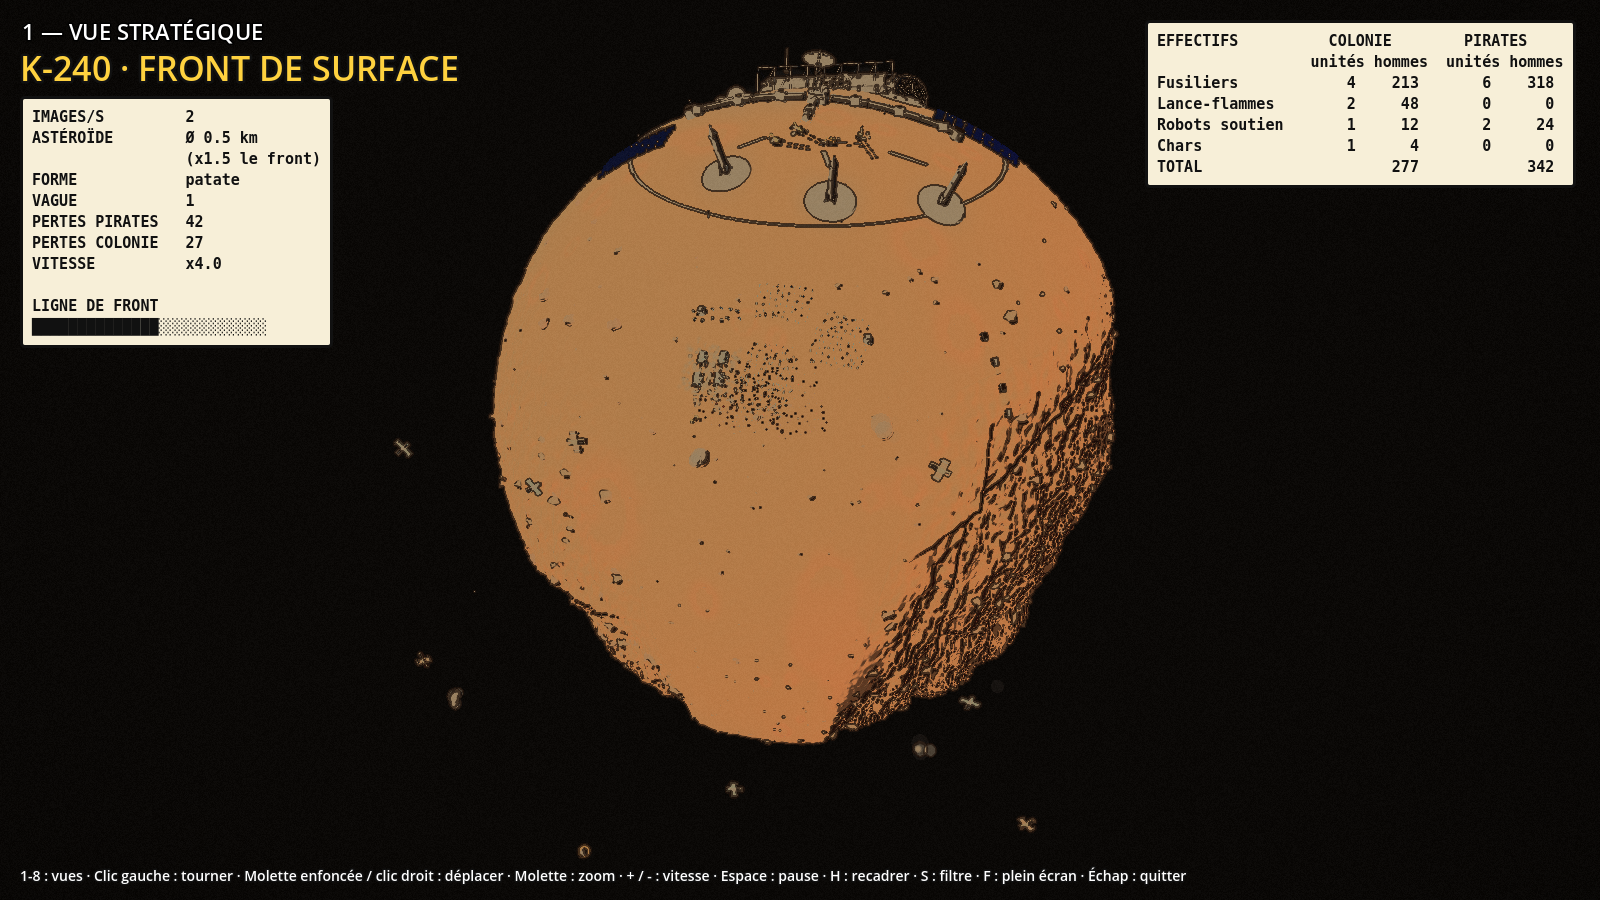 1 — VUE STRATÉGIQUE
K-240 · FRONT DE SURFACE
IMAGES/S 2
ASTÉROÏDE Ø 0.5 km
(x1.5 le front)
FORME patate
VAGUE 1
PERTES PIRATES 42
PERTES COLONIE 27
VITESSE x4.0
LIGNE DE FRONT
EFFECTIFS COLONIE PIRATES
unités hommes unités hommes
Fusiliers 4 213 6 318
Lance-flammes 2 48 0 0
Robots soutien 1 12 2 24
Chars 1 4 0 0
TOTAL 277 342
1-8 : vues · Clic gauche : tourner · Molette enfoncée / clic droit : déplacer · Molette : zoom · + / - : vitesse · Espace : pause · H : recadrer · S : filtre · F : plein écran · Échap : quitter